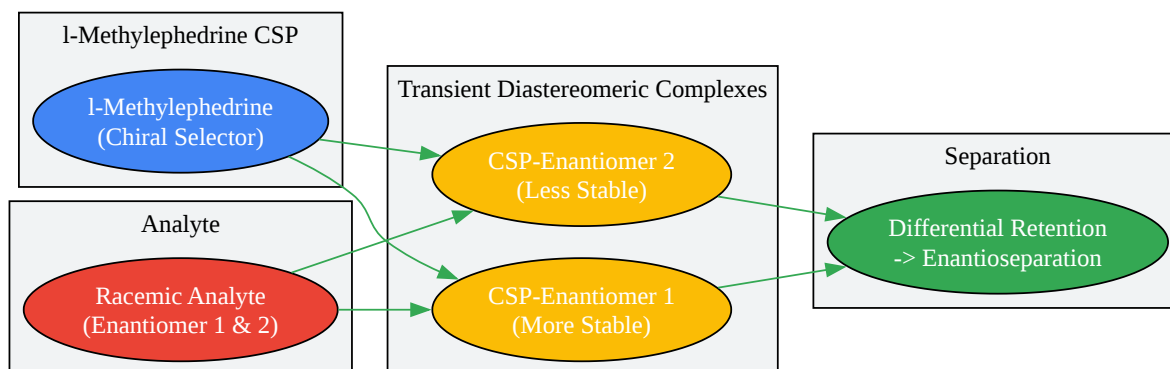 l-Methylephedrine CSP
l-Methylephedrine
(Chiral Selector)
Analyte
Racemic Analyte
(Enantiomer 1 & 2)
Transient Diastereomeric Complexes
CSP-Enantiomer 2
(Less Stable)
CSP-Enantiomer 1
(More Stable)
Separation
Differential Retention
-> Enantioseparation